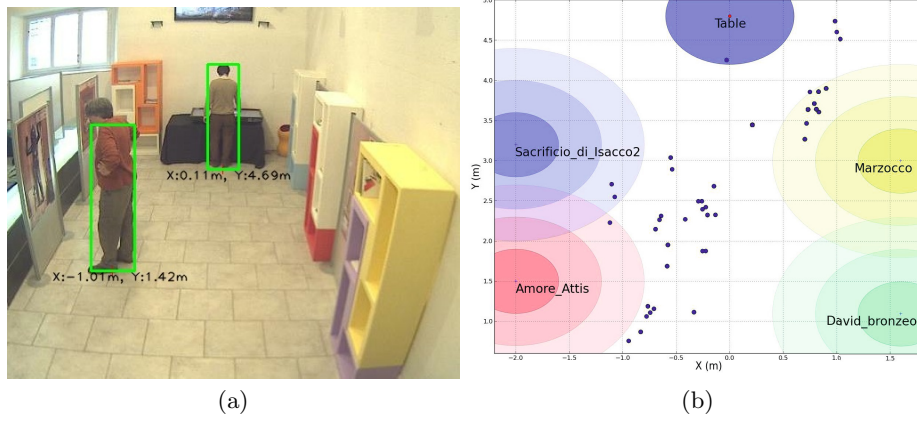 X:0.11m, Y:4.69m
X:-1.01m, Y:1.42m
(a)
5.0
4.5
4.0
3.5
3.0
2.5
2.0
1.5
1.0
Y (m)
Table
Sacrificio_di_Isacco2
Marzocco
Amore_Attis
David_bronzeo
-2.0 -1.5 -1.0 -0.5 0.0 0.5 1.0 1.5
X (m)
(b)